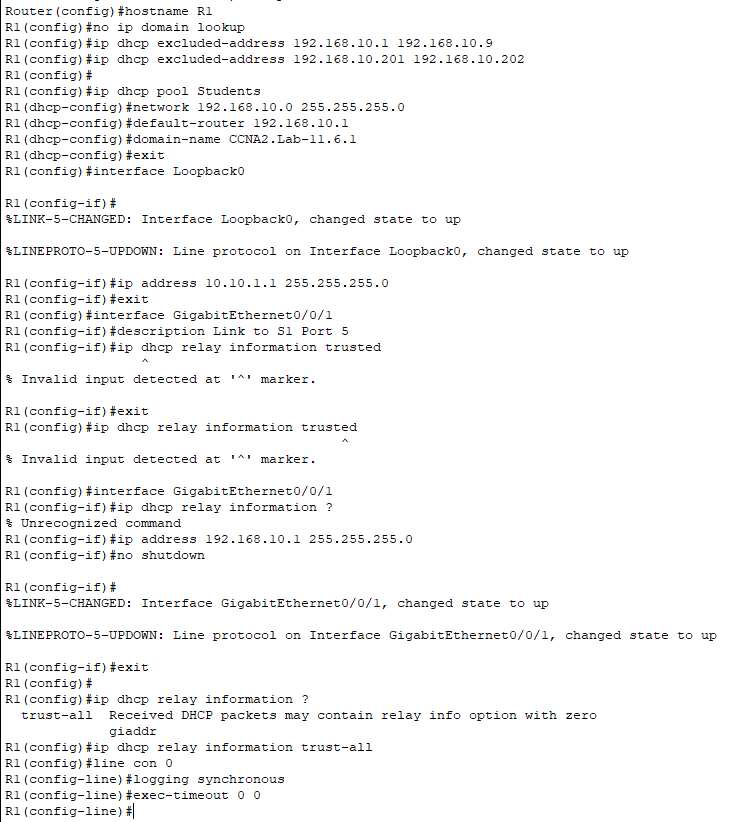 Router(config)#hostname R1
R1(config)#no ip domain lookup
R1(config)#ip dhcp excluded-address 192.168.10.1 192.168.10.9
R1(config)#ip dhcp excluded-address 192.168.10.201 192.168.10.202
R1(config)#
R1(config)#ip dhcp pool Students
R1(dhcp-config)#network 192.168.10.0 255.255.255.0
R1(dhcp-config)#default-router 192.168.10.1
R1(dhcp-config)#domain-name CCNA2.Lab-11.6.1
R1(dhcp-config)#exit
R1(config)#interface Loopback0
R1(config-if)#
%LINK-5-CHANGED: Interface Loopback0, changed state to up
%LINEPROTO-5-UPDOWN: Line protocol on Interface Loopback0, changed state to up
R1(config-if)#ip address 10.10.1.1 255.255.255.0
R1(config-if)#exit
R1(config)#interface GigabitEthernet0/0/1
R1(config-if)#description Link to S1 Port 5
R1(config-if)#ip dhcp relay information trusted
^
% Invalid input detected at '^' marker.
R1(config-if)#exit
R1(config)#ip dhcp relay information trusted
^
% Invalid input detected at '^' marker.
R1(config)#interface GigabitEthernet0/0/1
R1(config-if)#ip dhcp relay information ?
% Unrecognized command
R1(config-if)#ip address 192.168.10.1 255.255.255.0
R1(config-if)#no shutdown
R1(config-if)#
%LINK-5-CHANGED: Interface GigabitEthernet0/0/1, changed state to up
%LINEPROTO-5-UPDOWN: Line protocol on Interface GigabitEthernet0/0/1, changed state to up
R1(config-if)#exit
R1(config)#
R1(config)#ip dhcp relay information ?
trust-all Received DHCP packets may contain relay info option with zero
giaddr
R1(config)#ip dhcp relay information trust-all
R1(config)#line con 0
R1(config-line)#logging synchronous
R1(config-line)#exec-timeout 0 0
R1(config-line)#